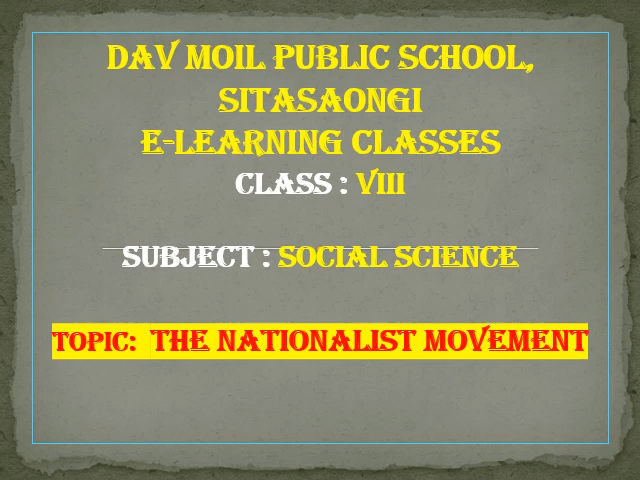 DAV MOIL PUBLIC SCHOOL,
SITASAONGI
E-LEARNING CLASSES
CLASS : VIII
SUBJECT : SOCIAL SCIENCE
TOPIC: THE NATIONALIST MOVEMENT